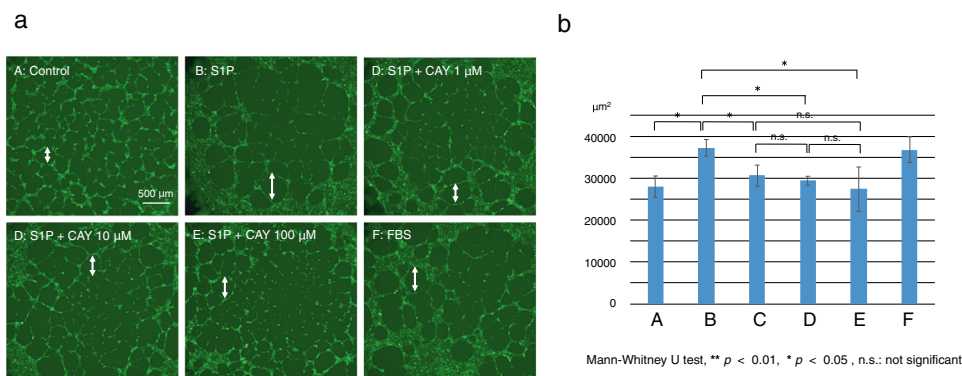 a
A: Control
B: S1P
D: S1P + CAY 1 µM
500 µm
D: S1P + CAY 10 µM
E: S1P + CAY 100 µM
F: FBS
b
*
*
µm²
* * n.s.
40000
n.s. n.s.
30000
20000
10000
0
A B C D E F
Mann-Whitney U test, ** p < 0.01, * p < 0.05 , n.s.: not significant